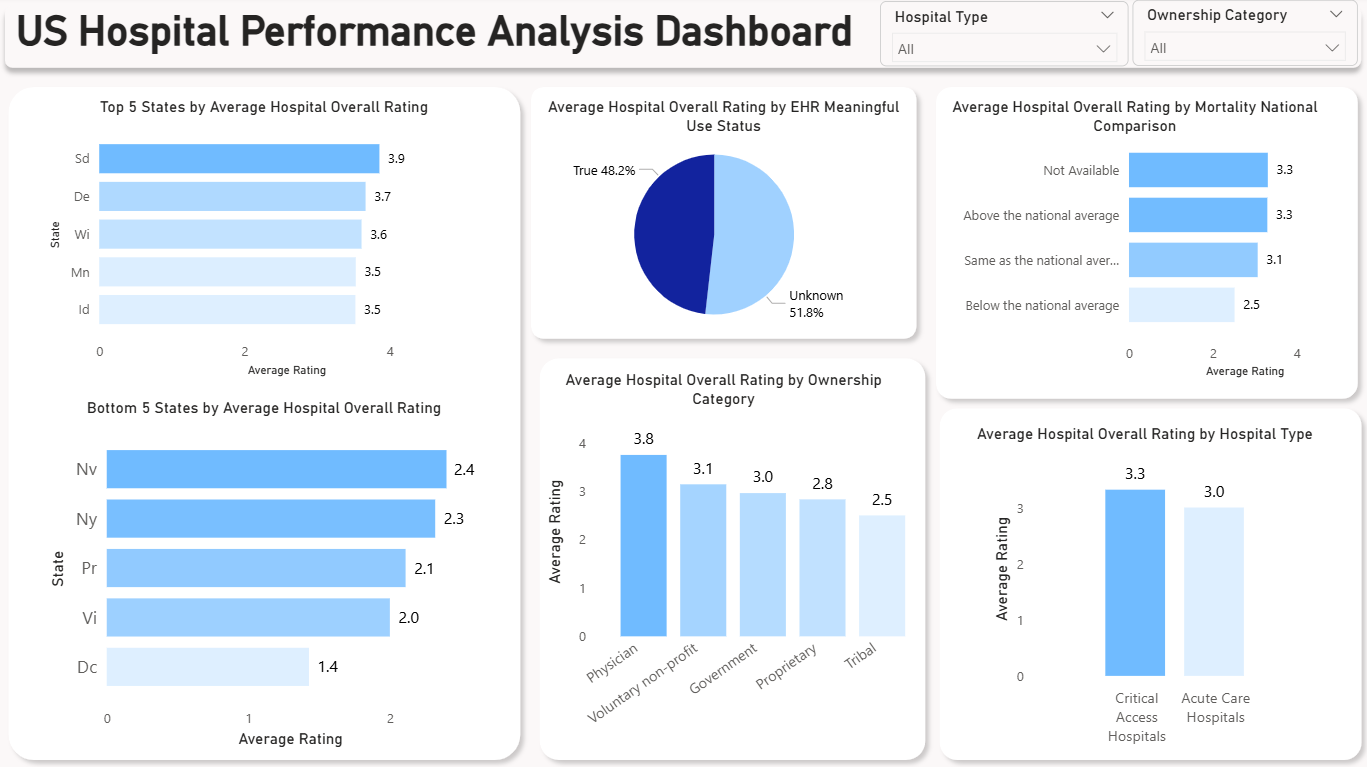 US Hospital Performance Analysis Dashboard
Hospital Type
All
Ownership Category
All
Top 5 States by Average Hospital Overall Rating
State
Sd 3.9
De 3.7
Wi 3.6
Mn 3.5
Id 3.5
0 2 4
Average Rating
Bottom 5 States by Average Hospital Overall Rating
State
Nv 2.4
Ny 2.3
Pr 2.1
Vi 2.0
Dc 1.4
0 1 2
Average Rating
Average Hospital Overall Rating by EHR Meaningful
Use Status
True 48.2%
Unknown
51.8%
Average Hospital Overall Rating by Ownership
Category
Average Rating
4
3
2
1
0
3.8 3.1 3.0 2.8 2.5
Physician Voluntary non-profit Government Proprietary Tribal
Average Hospital Overall Rating by Mortality National
Comparison
Not Available 3.3
Above the national average 3.3
Same as the national aver... 3.1
Below the national average 2.5
0 2 4
Average Rating
Average Hospital Overall Rating by Hospital Type
Average Rating
3
2
1
0
3.3 3.0
Critical
Access
Hospitals
Acute Care
Hospitals